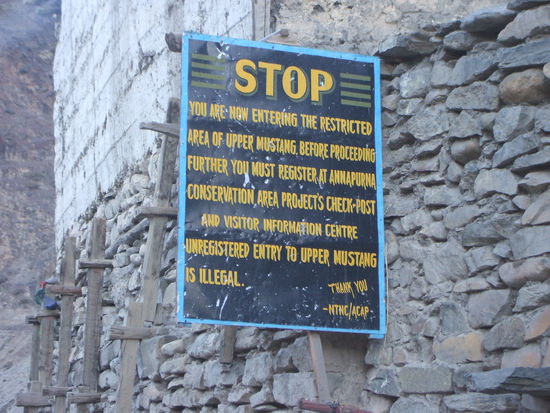 STOP
YOU ARE NOW ENTERING THE RESTRICTED
AREA OF UPPER MUSTANG, BEFORE PROCEEDING
FURTHER YOU MUST REGISTER AT ANNAPURNA
CONSERVATION AREA PROJECT'S CHECK-POST
AND VISITOR INFORMATION CENTRE
UNREGISTERED ENTRY TO UPPER MUSTANG
IS ILLEGAL.
THANK YOU
-NTNC/ACAP